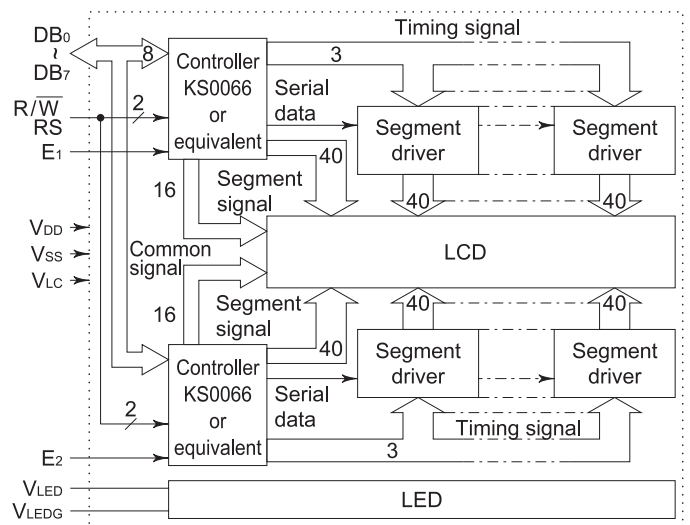 DB0
~
DB7
8
Controller
KS0066
or
equivalent
Timing signal
3
R/W
RS
2
Serial
data
Segment
driver
Segment
driver
E1
40
16
Segment
signal
40
40
VDD
VSS
VLC
Common
signal
LCD
16
Segment
signal
40
40
40
Controller
KS0066
or
equivalent
Segment
driver
Segment
driver
2
Serial
data
Timing signal
3
E2
VLED
VLEDG
LED